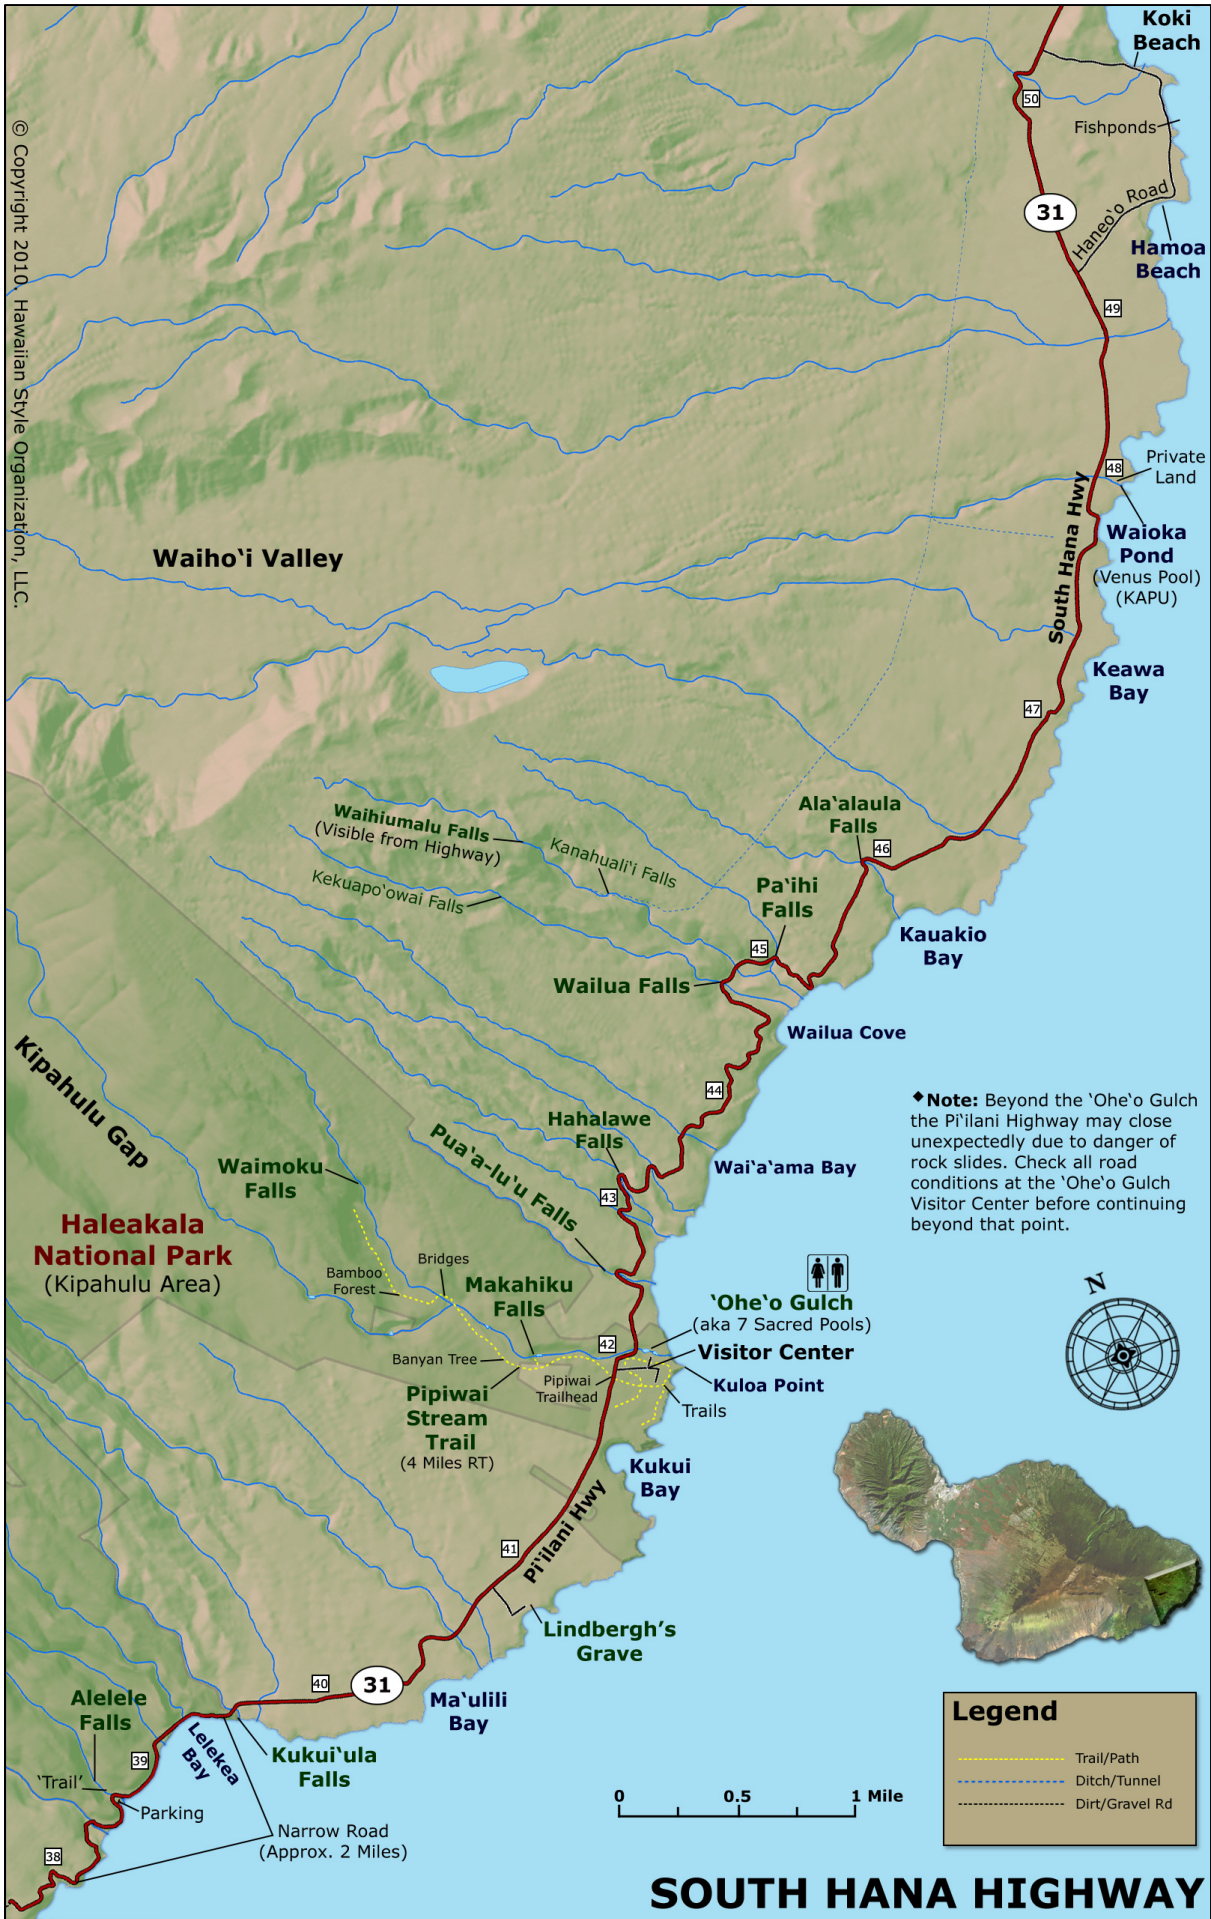 Koki
Beach
50
Fishponds
31
Haneo‘o Road
Hamoa
Beach
© Copyright 2010, Hawaiian Style Organization, LLC.
49
48
Private
Land
South Hana Hwy
Waioka
Pond
(Venus Pool)
(KAPU)
Waiho‘i Valley
Keawa
Bay
47
Ala‘alaula
Falls
46
Waihiumalu Falls
(Visible from Highway)
Kanahuali‘i Falls
Kekuapo‘owai Falls
Pa‘ihi
Falls
Kauakio
Bay
45
Wailua Falls
Wailua Cove
Kipahulu Gap
44
◆Note: Beyond the ‘Ohe‘o Gulch
the Pi‘ilani Highway may close
unexpectedly due to danger of
rock slides. Check all road
conditions at the ‘Ohe‘o Gulch
Visitor Center before continuing
beyond that point.
Hahalawe
Falls
Pua‘a-lu‘u Falls
Wai‘a‘ama Bay
Waimoku
Falls
43
Haleakala
National Park
(Kipahulu Area)
Bridges
Bamboo
Forest
Makahiku
Falls
‘Ohe‘o Gulch
(aka 7 Sacred Pools)
42
Visitor Center
Banyan Tree
Pipiwai
Trailhead
Kuloa Point
Trails
Pipiwai
Stream
Trail
(4 Miles RT)
N
Kukui
Bay
41
Pi‘ilani Hwy
Lindbergh’s
Grave
40
31
Ma‘ulili
Bay
Alelele
Falls
Lelekea
Bay
39
Kukui‘ula
Falls
‘Trail’
Parking
Narrow Road
(Approx. 2 Miles)
38
0
0.5
1 Mile
Legend
Trail/Path
Ditch/Tunnel
Dirt/Gravel Rd
SOUTH HANA HIGHWAY